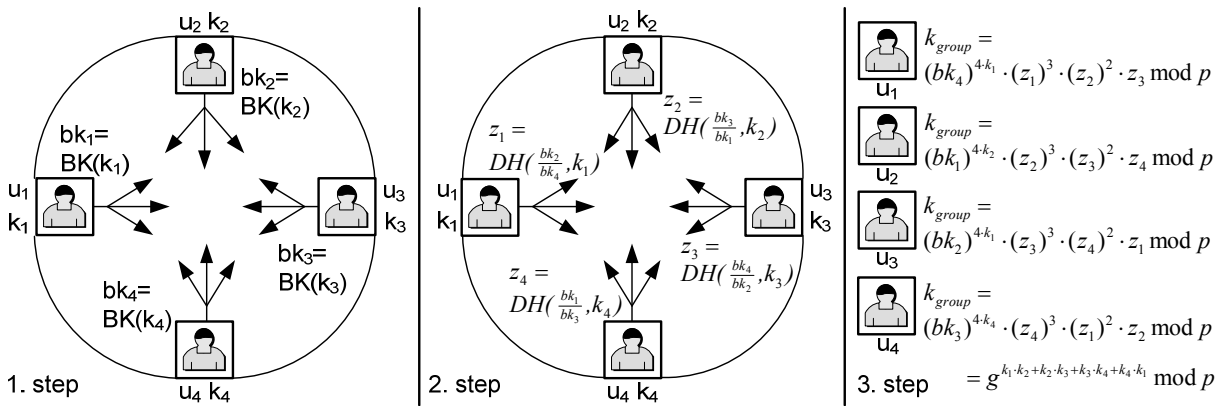 u₂ k₂
bk₂=
BK(k₂)
bk₁=
BK(k₁)
u₁
k₁
u₃
k₃
bk₃=
BK(k₃)
bk₄=
BK(k₄)
u₄ k₄
1. step
u₂ k₂
z₂ =
DH(bk₃/bk₁,k₂)
z₁ =
DH(bk₂/bk₄,k₁)
u₁
k₁
u₃
k₃
z₃ =
DH(bk₄/bk₂,k₃)
z₄ =
DH(bk₁/bk₃,k₄)
u₄ k₄
2. step
k_group =
(bk₄)^{4·k₁}·(z₁)³·(z₂)²·z₃ mod p
u₁
k_group =
(bk₁)^{4·k₂}·(z₂)³·(z₃)²·z₄ mod p
u₂
k_group =
(bk₂)^{4·k₁}·(z₃)³·(z₄)²·z₁ mod p
u₃
k_group =
(bk₃)^{4·k₄}·(z₄)³·(z₁)²·z₂ mod p
u₄
= g^{k₁·k₂+k₂·k₃+k₃·k₄+k₄·k₁} mod p
3. step